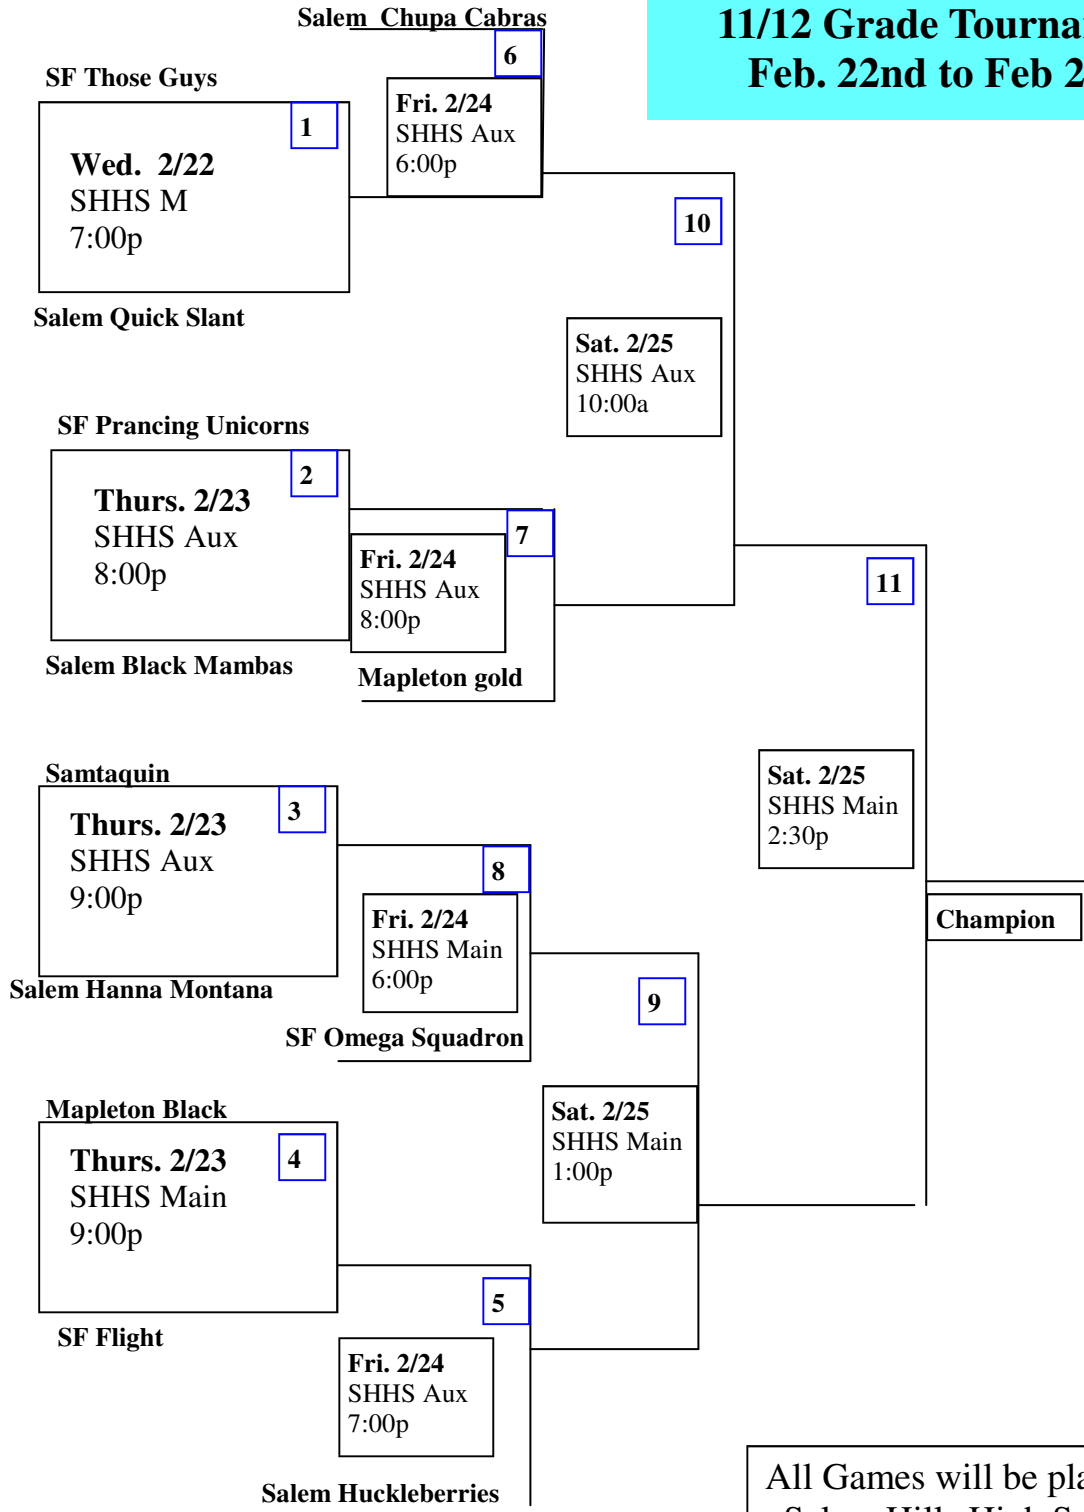 Salem  Chupa Cabras
11/12 Grade
Feb. 22nd to Feb
6
SF Those Guys
Fri. 2/24
SHHS Aux
6:00p
1
Wed.  2/22
SHHS M
7:00p
10
Salem Quick Slant
Sat. 2/25
SHHS Aux
10:00a
SF Prancing Unicorns
2
Thurs. 2/23
SHHS Aux
8:00p
7
Fri. 2/24
SHHS Aux
8:00p
11
Salem Black Mambas
Mapleton gold
Samtaquin
Sat. 2/25
SHHS Main
2:30p
3
Thurs. 2/23
SHHS Aux
9:00p
8
Fri. 2/24
SHHS Main
6:00p
Champion
Salem Hanna Montana
9
SF Omega Squadron
Mapleton Black
Sat. 2/25
SHHS Main
1:00p
4
Thurs. 2/23
SHHS Main
9:00p
5
SF Flight
Fri. 2/24
SHHS Aux
7:00p
All Games will be
Salem Hills High
Salem Huckleberries